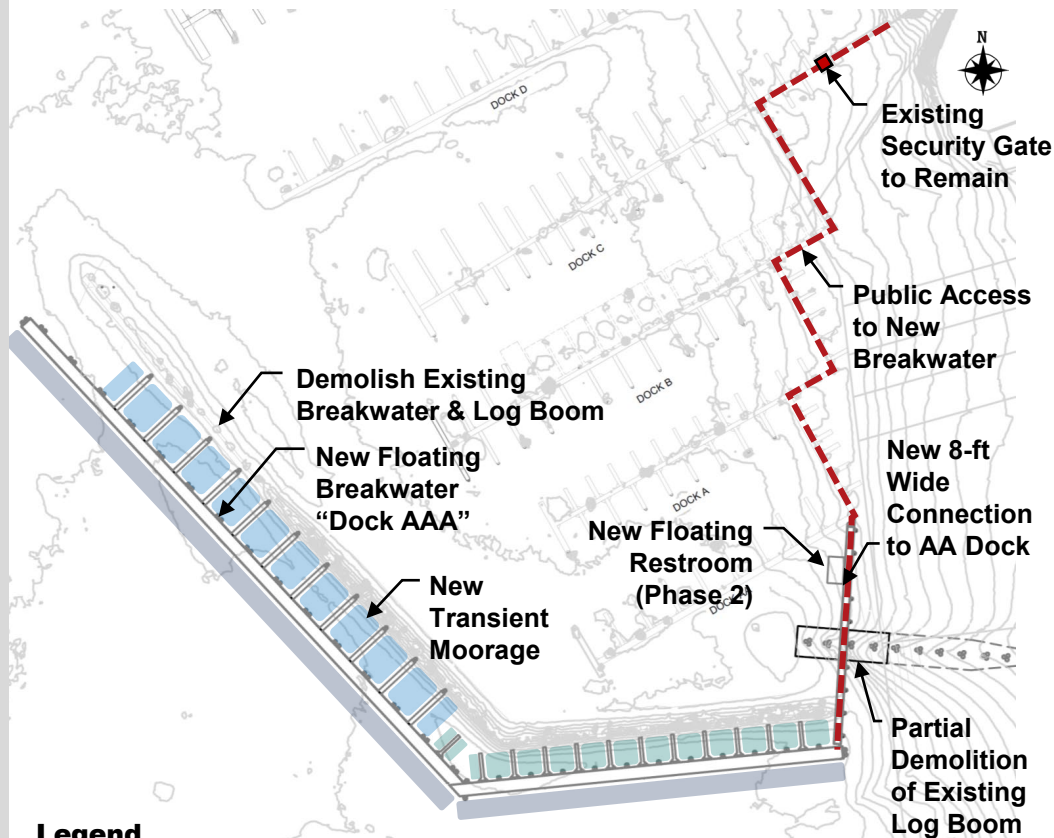 N
DOCK D
Existing
Security Gate
to Remain
DOCK C
Public Access
to New
Breakwater
Demolish Existing
Breakwater & Log Boom
DOCK B
New Floating
Breakwater
“Dock AAA”
New 8-ft
Wide
Connection
to AA Dock
DOCK A
New Floating
Restroom
(Phase 2)
New
Transient
Moorage
Partial
Demolition
of Existing
Log Boom
Legend